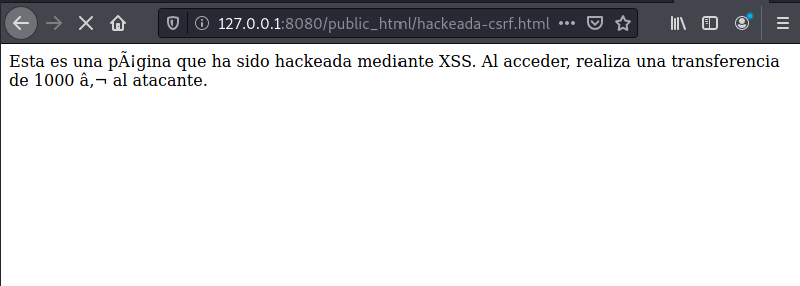 127.0.0.1:8080/public_html/hackeada-csrf.html
Esta es una pÃ¡gina que ha sido hackeada mediante XSS. Al acceder, realiza una transferencia
de 1000 â‚¬ al atacante.